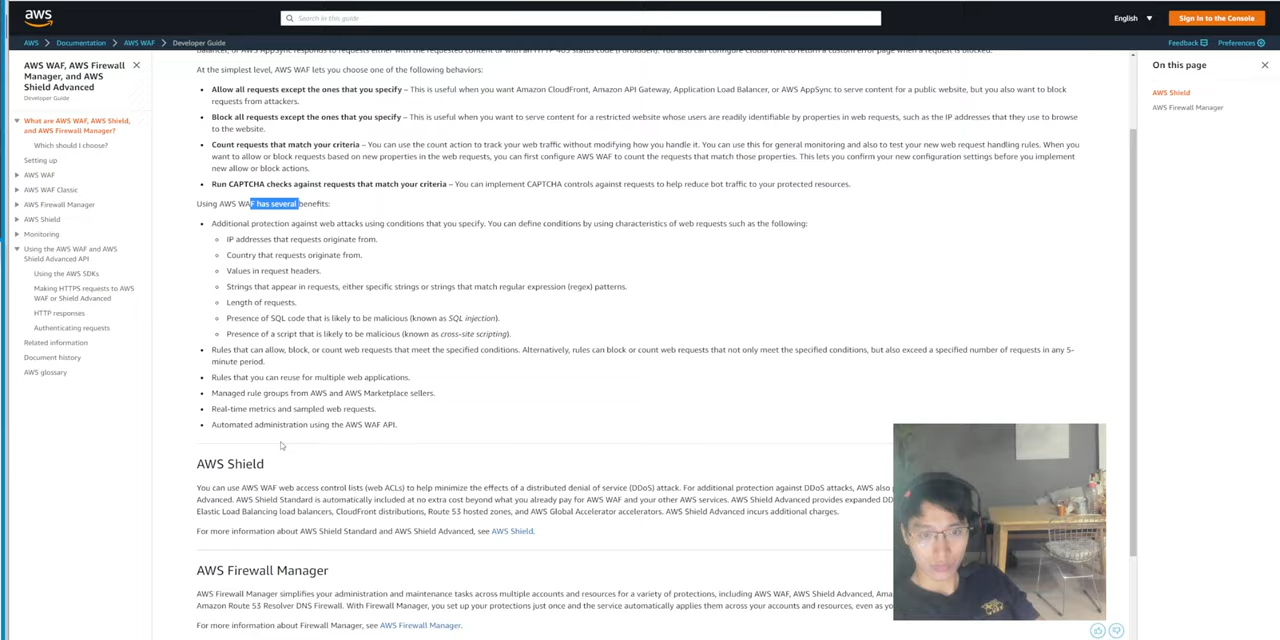 aws
Search in this guide
English
Sign In to the Console
AWS
Documentation
AWS WAF
Developer Guide
Feedback
Preferences
AWS WAF, AWS Firewall
Manager, and AWS
Shield Advanced
Developer Guide
What are AWS WAF, AWS Shield,
and AWS Firewall Manager?
Which should I choose?
Setting up
AWS WAF
AWS WAF Classic
AWS Firewall Manager
AWS Shield
Monitoring
Using the AWS WAF and AWS
Shield Advanced API
Using the AWS SDKs
Making HTTPS requests to AWS
WAF or Shield Advanced
HTTP responses
Authenticating requests
Related information
Document history
AWS glossary
Balancer, or AWS AppSync responds to requests either with the requested content or with an HTTP 403 status code (Forbidden). You also can configure CloudFront to return a custom error page when a request is blocked.
At the simplest level, AWS WAF lets you choose one of the following behaviors:
• Allow all requests except the ones that you specify – This is useful when you want Amazon CloudFront, Amazon API Gateway, Application Load Balancer, or AWS AppSync to serve content for a public website, but you also want to block
requests from attackers.
• Block all requests except the ones that you specify – This is useful when you want to serve content for a restricted website whose users are readily identifiable by properties in web requests, such as the IP addresses that they use to browse
to the website.
• Count requests that match your criteria – You can use the count action to track your web traffic without modifying how you handle it. You can use this for general monitoring and also to test your new web request handling rules. When you
want to allow or block requests based on new properties in the web requests, you can first configure AWS WAF to count the requests that match those properties. This lets you confirm your new configuration settings before you implement
new allow or block actions.
• Run CAPTCHA checks against requests that match your criteria – You can implement CAPTCHA controls against requests to help reduce bot traffic to your protected resources.
Using AWS WAF has several benefits:
• Additional protection against web attacks using conditions that you specify. You can define conditions by using characteristics of web requests such as the following:
IP addresses that requests originate from.
Country that requests originate from.
Values in request headers.
Strings that appear in requests, either specific strings or strings that match regular expression (regex) patterns.
Length of requests.
Presence of SQL code that is likely to be malicious (known as SQL injection).
Presence of a script that is likely to be malicious (known as cross-site scripting).
• Rules that can allow, block, or count web requests that meet the specified conditions. Alternatively, rules can block or count web requests that not only meet the specified conditions, but also exceed a specified number of requests in any 5-
minute period.
• Rules that you can reuse for multiple web applications.
• Managed rule groups from AWS and AWS Marketplace sellers.
• Real-time metrics and sampled web requests.
• Automated administration using the AWS WAF API.
AWS Shield
You can use AWS WAF web access control lists (web ACLs) to help minimize the effects of a distributed denial of service (DDoS) attack. For additional protection against DDoS attacks, AWS also
Advanced. AWS Shield Standard is automatically included at no extra cost beyond what you already pay for AWS WAF and your other AWS services. AWS Shield Advanced provides expanded
Elastic Load Balancing load balancers, CloudFront distributions, Route 53 hosted zones, and AWS Global Accelerator accelerators. AWS Shield Advanced incurs additional charges.
For more information about AWS Shield Standard and AWS Shield Advanced, see AWS Shield.
AWS Firewall Manager
AWS Firewall Manager simplifies your administration and maintenance tasks across multiple accounts and resources for a variety of protections, including AWS WAF, AWS Shield Advanced,
Amazon Route 53 Resolver DNS Firewall. With Firewall Manager, you set up your protections just once and the service automatically applies them across your accounts and resources, even as
For more information about Firewall Manager, see AWS Firewall Manager.
On this page
AWS Shield
AWS Firewall Manager